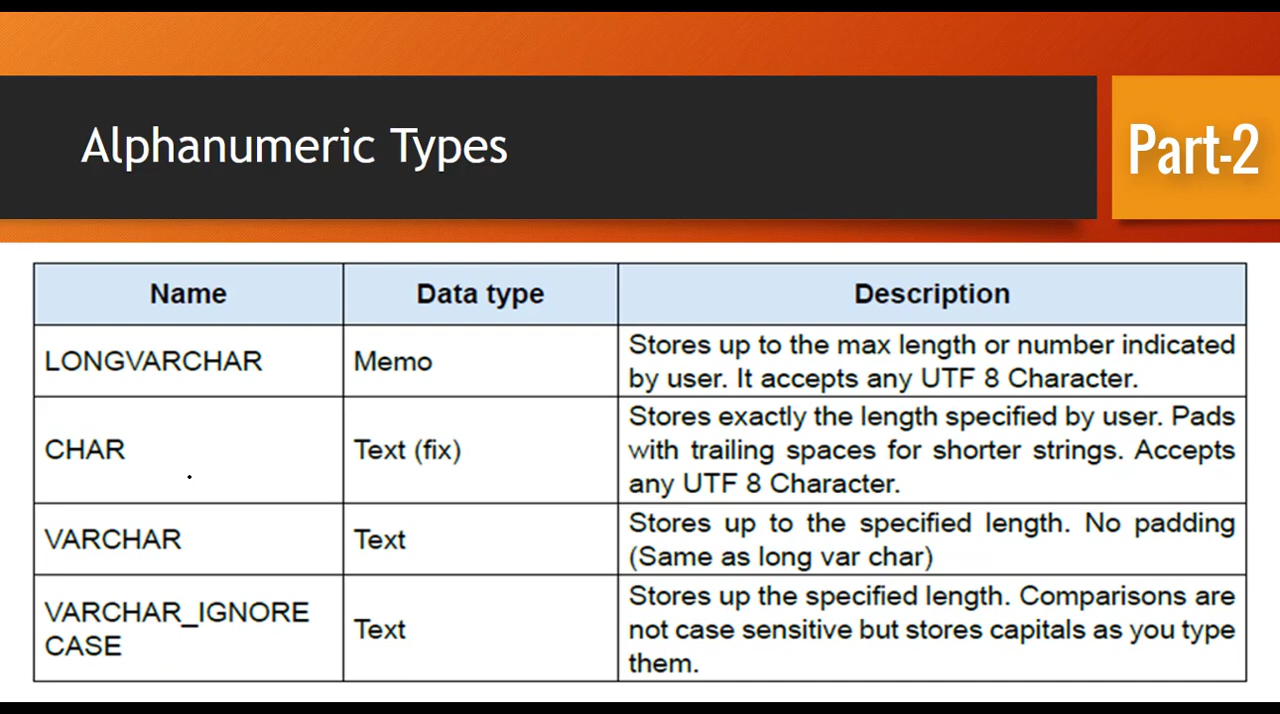 Alphanumeric Types
Part-2
Name
Data type
Description
LONGVARCHAR
Memo
Stores up to the max length or number indicated
by user. It accepts any UTF 8 Character.
CHAR
Text (fix)
Stores exactly the length specified by user. Pads
with trailing spaces for shorter strings. Accepts
any UTF 8 Character.
VARCHAR
Text
Stores up to the specified length. No padding
(Same as long var char)
VARCHAR_IGNORE
CASE
Text
Stores up the specified length. Comparisons are
not case sensitive but stores capitals as you type
them.